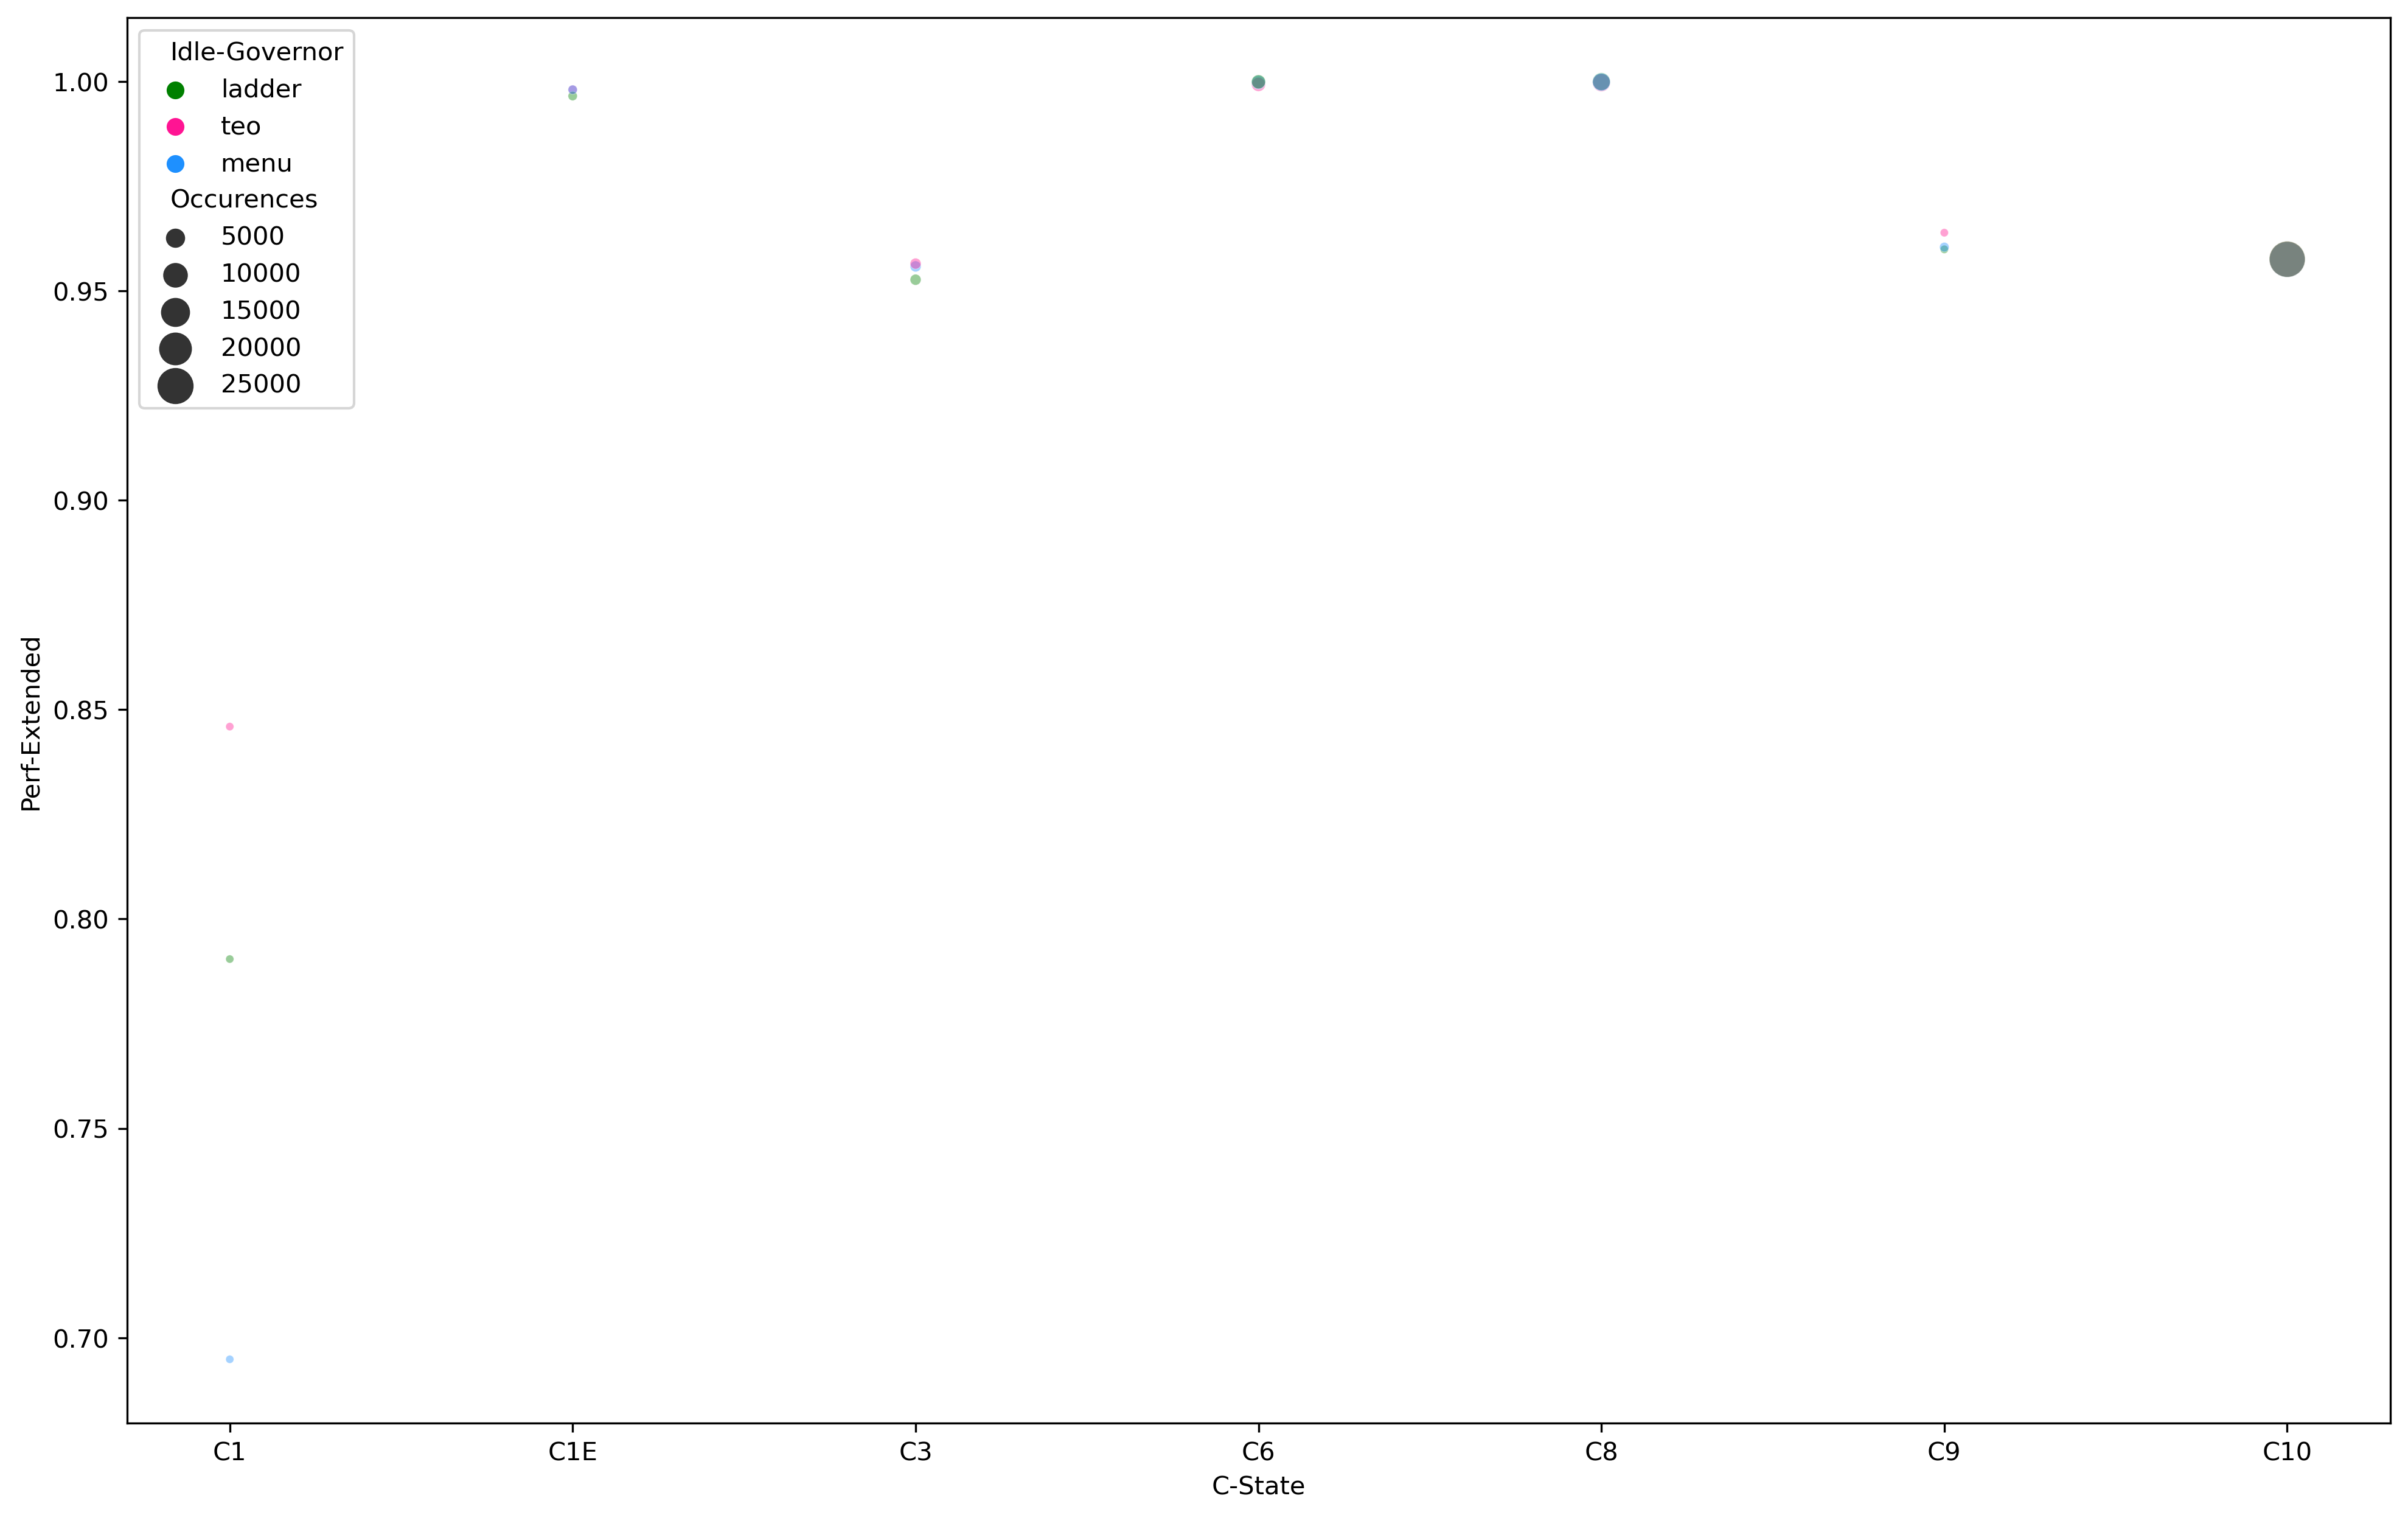 Idle-Governor
ladder
teo
menu
Occurences
5000
10000
15000
20000
25000
1.00
0.95
0.90
0.85
0.80
0.75
0.70
Perf-Extended
C1 C1E C3 C6 C8 C9 C10
C-State